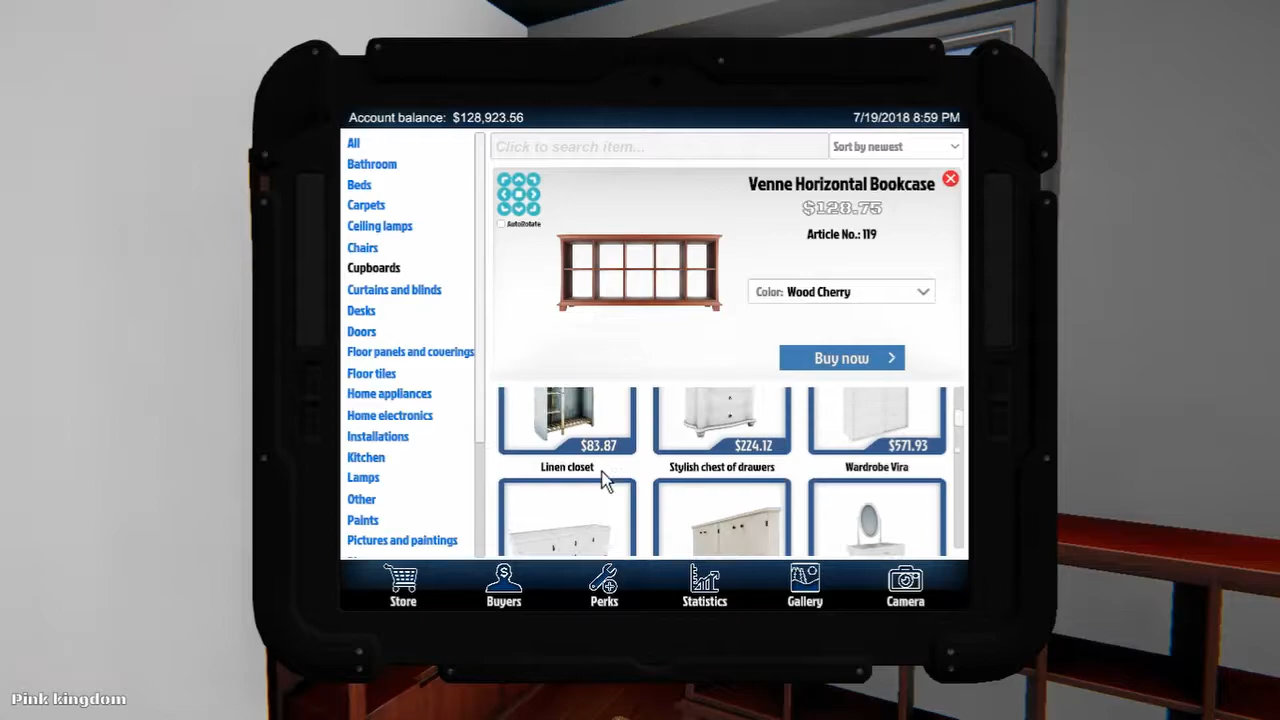 Account balance: $128,923.56
7/19/2018 8:59 PM
All
Bathroom
Beds
Carpets
Ceiling lamps
Chairs
Cupboards
Curtains and blinds
Desks
Doors
Floor panels and coverings
Floor tiles
Home appliances
Home electronics
Installations
Kitchen
Lamps
Other
Paints
Pictures and paintings
Click to search item...
Sort by newest
AutoRotate
Venne Horizontal Bookcase
$128.75
Article No.: 119
Color: Wood Cherry
Buy now
$83.87
$224.12
$571.93
Linen closet
Stylish chest of drawers
Wardrobe Vira
Store
Buyers
Perks
Statistics
Gallery
Camera
Pink kingdom